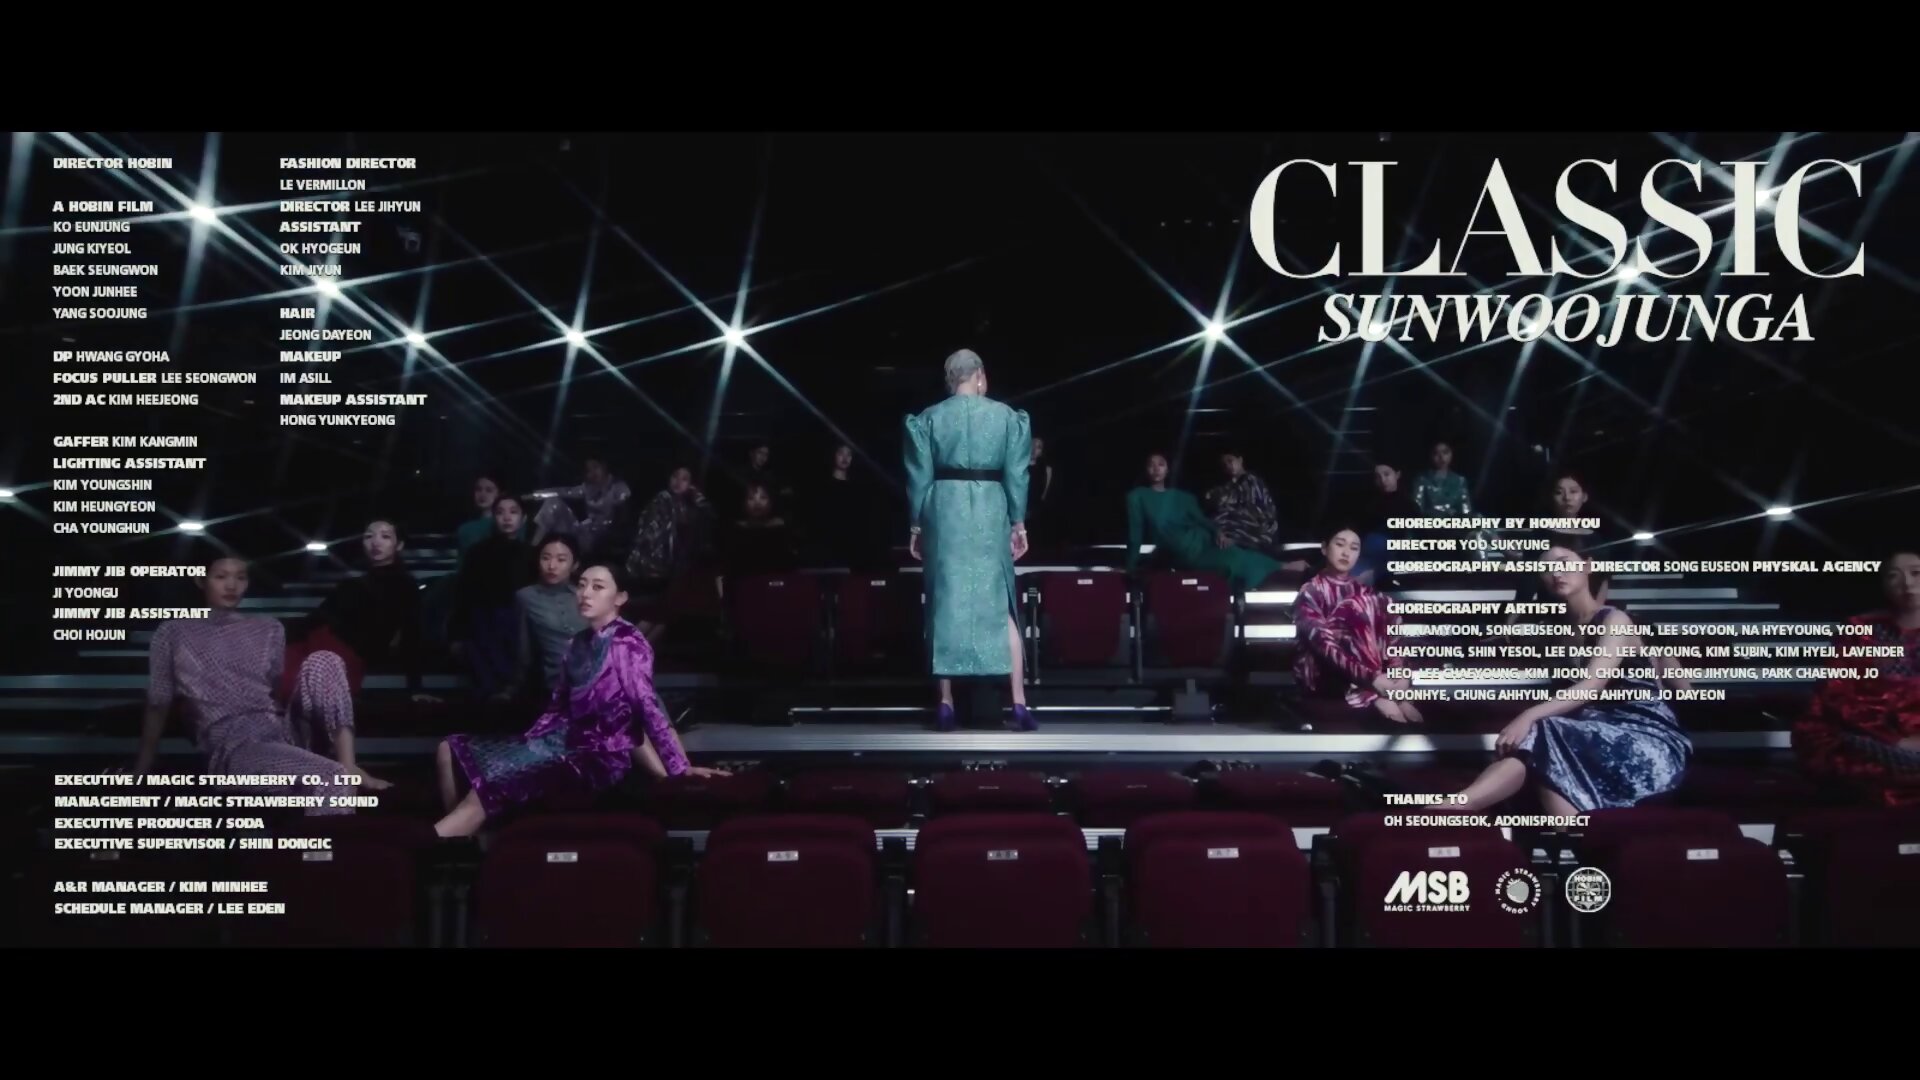 DIRECTOR HOBIN
A HOBIN FILM
KO EUNJUNG
JUNG KIYEOL
BAEK SEUNGWON
YOON JUNHEE
YANG SOOJUNG
DP HWANG GYOHA
FOCUS PULLER LEE SEONGWON
2ND AC KIM HEEJEONG
GAFFER KIM KANGMIN
LIGHTING ASSISTANT
KIM YOUNGSHIN
KIM HEUNGYEON
CHA YOUNGHUN
JIMMY JIB OPERATOR
JI YOONGU
JIMMY JIB ASSISTANT
CHOI HOJUN
EXECUTIVE / MAGIC STRAWBERRY CO., LTD
MANAGEMENT / MAGIC STRAWBERRY SOUND
EXECUTIVE PRODUCER / SODA
EXECUTIVE SUPERVISOR / SHIN DONGIC
A&R MANAGER / KIM MINHEE
SCHEDULE MANAGER / LEE EDEN
FASHION DIRECTOR
LE VERMILLON
DIRECTOR LEE JIHYUN
ASSISTANT
OK HYOGEUN
KIM JIYUN
HAIR
JEONG DAYEON
MAKEUP
IM ASILL
MAKEUP ASSISTANT
HONG YUNKYEONG
CLASSIC
SUNWOOJUNGA
CHOREOGRAPHY BY HOWHYOU
DIRECTOR YOO SUKYUNG
CHOREOGRAPHY ASSISTANT DIRECTOR SONG EUSEON PHYSKAL AGENCY
CHOREOGRAPHY ARTISTS
KIM NAMYOON, SONG EUSEON, YOO HAEUN, LEE SOYOON, NA HYEYOUNG, YOON
CHAEYOUNG, SHIN YESOL, LEE DASOL, LEE KAYOUNG, KIM SUBIN, KIM HYEJI, LAVENDER
HEO, LEE CHAEYOUNG, KIM JIOON, CHOI SORI, JEONG JIHYUNG, PARK CHAEWON, JO
YOONHYE, CHUNG AHHYUN, CHUNG AHHYUN, JO DAYEON
THANKS TO
OH SEOUNGSEOK, ADONISPROJECT
MSB
MAGIC STRAWBERRY
MAGIC STRAWBERRY SOUND
HOBIN
FILM